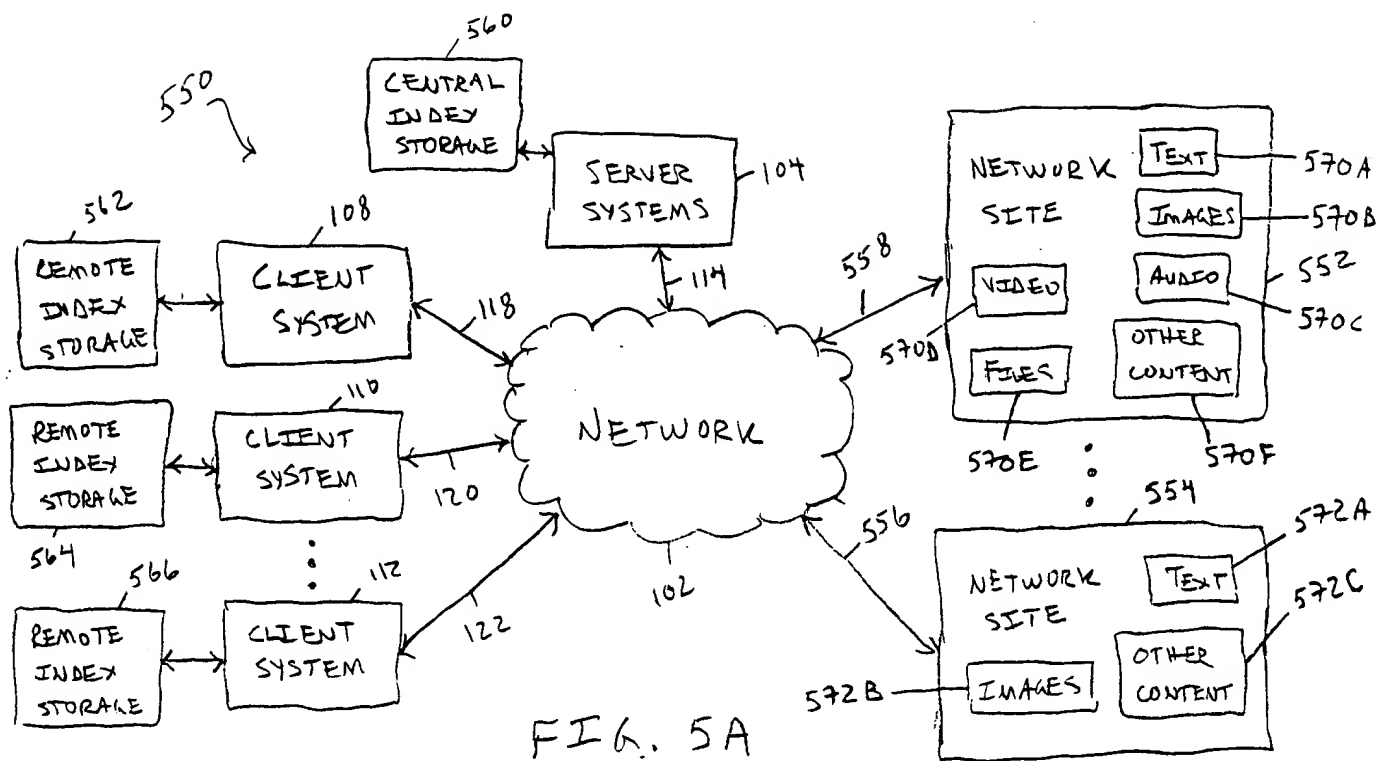 550
560
CENTRAL
INDEX
STORAGE
SERVER
SYSTEMS
104
114
562
REMOTE
INDEX
STORAGE
108
CLIENT
SYSTEM
118
REMOTE
INDEX
STORAGE
564
110
CLIENT
SYSTEM
120
566
REMOTE
INDEX
STORAGE
112
CLIENT
SYSTEM
122
NETWORK
102
558
556
NETWORK
SITE
TEXT
570A
IMAGES
570B
552
AUDIO
570C
VIDEO
570D
FILES
570E
OTHER
CONTENT
570F
554
NETWORK
SITE
TEXT
572A
572C
OTHER
CONTENT
572B
IMAGES
FIG. 5A